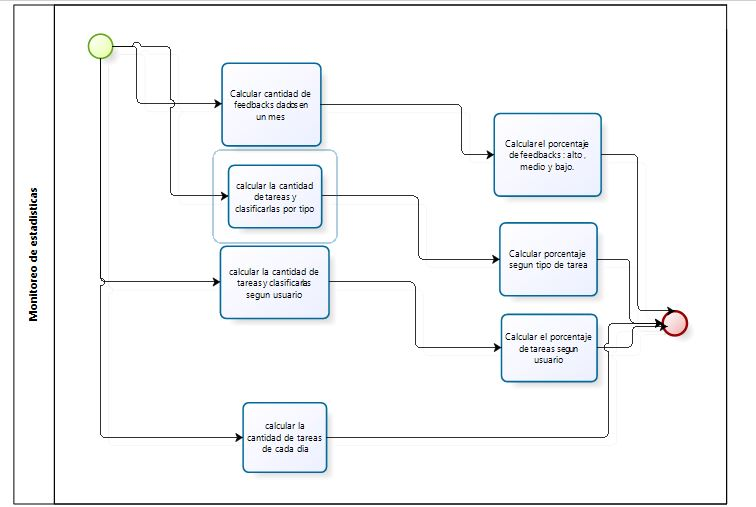 Monitoreo de estadísticas
Calcular cantidad de
feedbacks dados en
un mes
Calcular el porcentaje
de feedbacks : alto,
medio y bajo.
calcular la cantidad
de tareas y
clasificarlas por tipo
Calcular porcentaje
segun tipo de tarea
calcular la cantidad de
tareas y clasificarlas
segun usuario
Calcular el porcentaje
de tareas segun
usuario
calcular la
cantidad de tareas
de cada dia